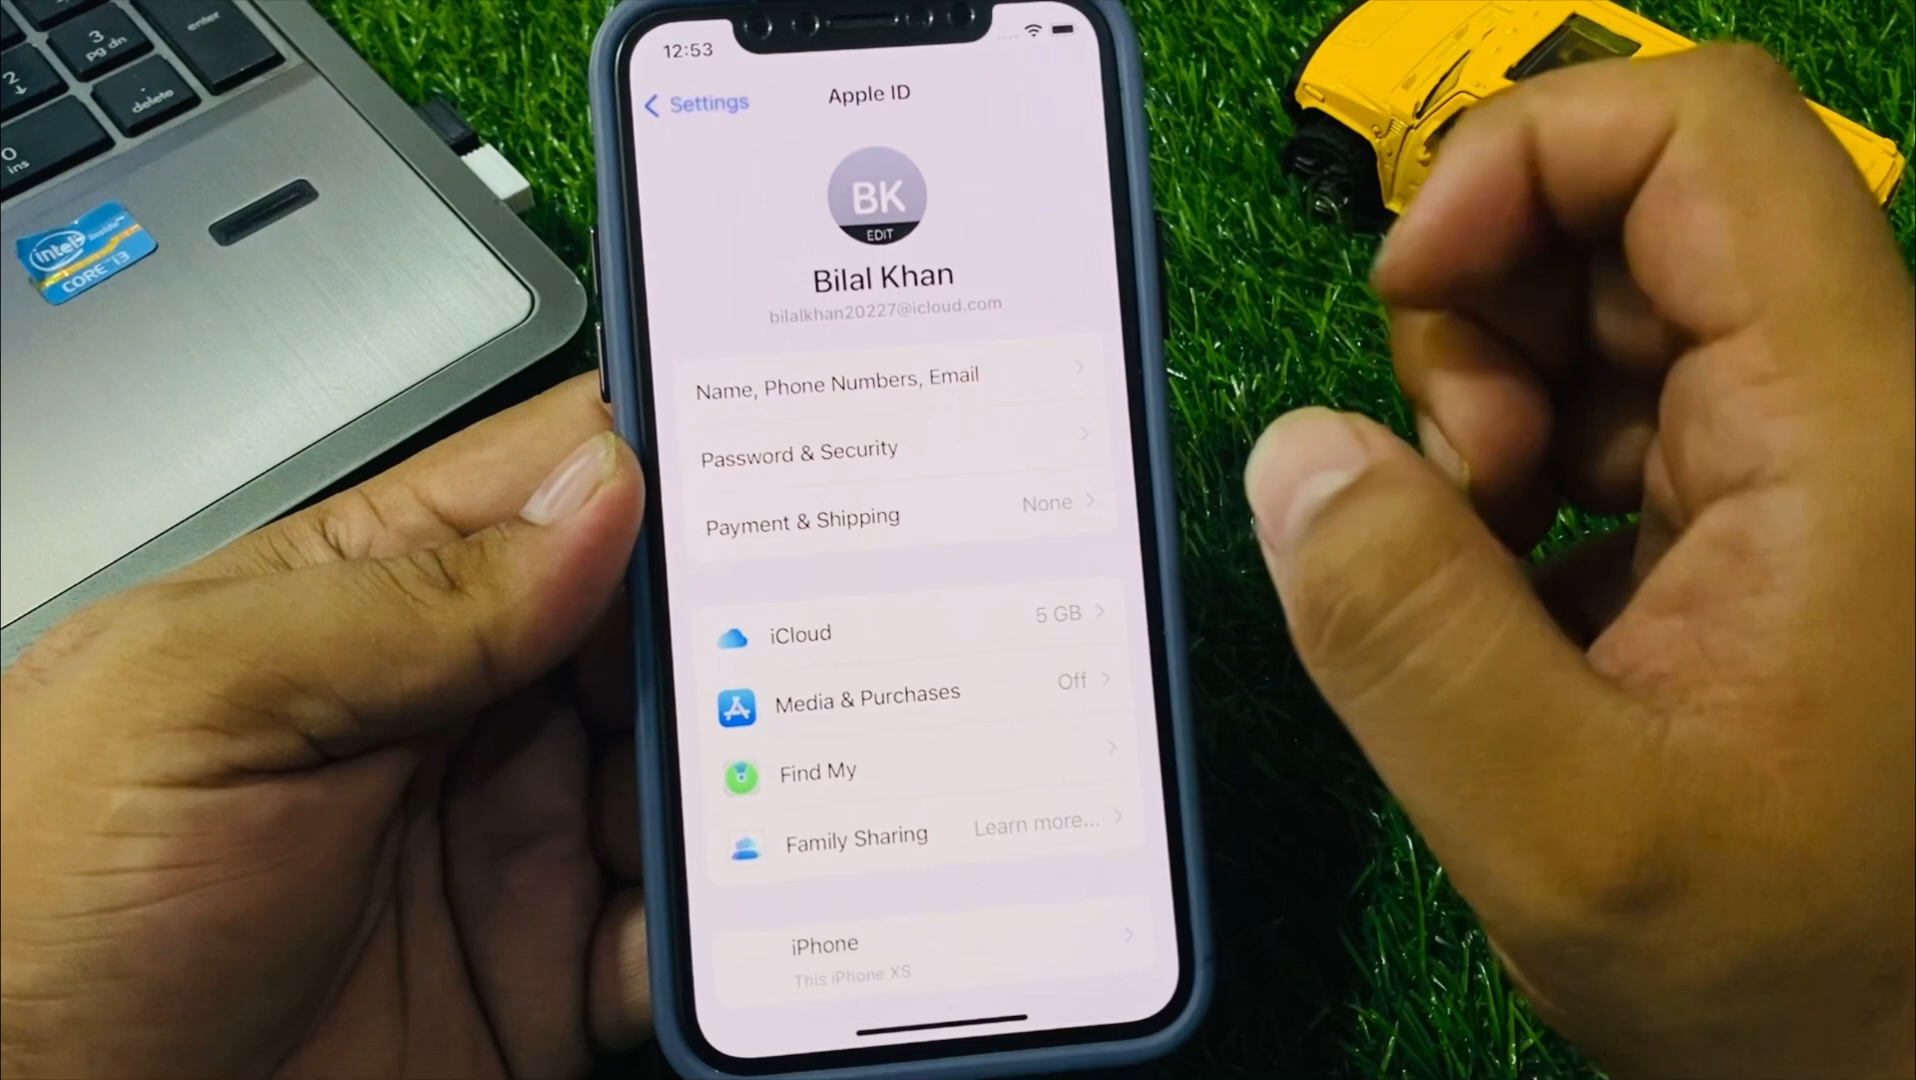 enter
3
pg dn
2
↓
delete
0
ins
intel inside™
CORE™i3
12:53
Settings
Apple ID
BK
EDIT
Bilal Khan
bilalkhan20227@icloud.com
Name, Phone Numbers, Email
Password & Security
Payment & Shipping None
iCloud 5 GB
Media & Purchases Off
Find My
Family Sharing Learn more...
iPhone
This iPhone XS